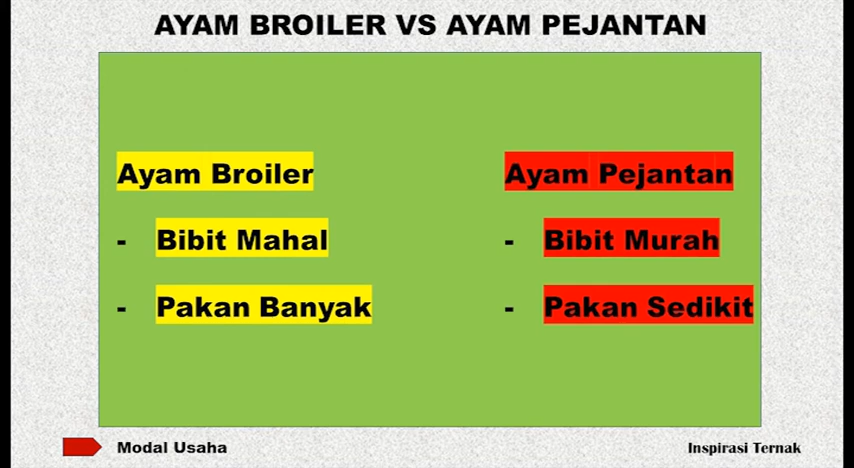 AYAM BROILER VS AYAM PEJANTAN
Ayam Broiler
- Bibit Mahal
- Pakan Banyak
Ayam Pejantan
- Bibit Murah
- Pakan Sedikit
Modal Usaha
Inspirasi Ternak